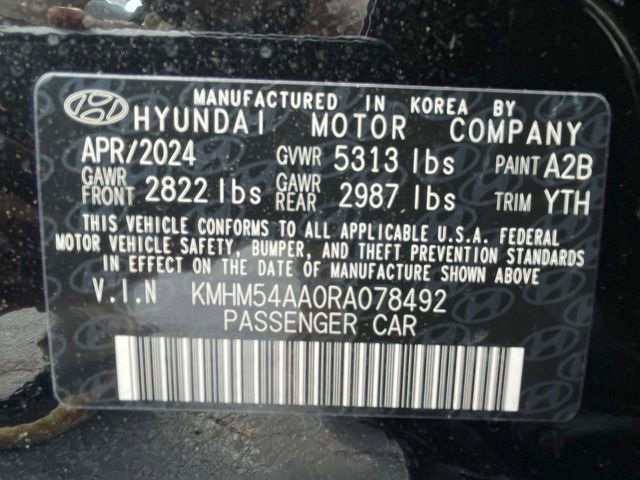 MANUFACTURED IN KOREA BY
HYUNDAI MOTOR COMPANY
APR/2024 GVWR 5313 lbs PAINT A2B
GAWR FRONT 2822 lbs GAWR REAR 2987 lbs TRIM YTH
THIS VEHICLE CONFORMS TO ALL APPLICABLE U.S.A. FEDERAL
MOTOR VEHICLE SAFETY, BUMPER, AND THEFT PREVENTION STANDARDS
IN EFFECT ON THE DATE OF MANUFACTURE SHOWN ABOVE
V.I.N KMHM54AA0RA078492
PASSENGER CAR